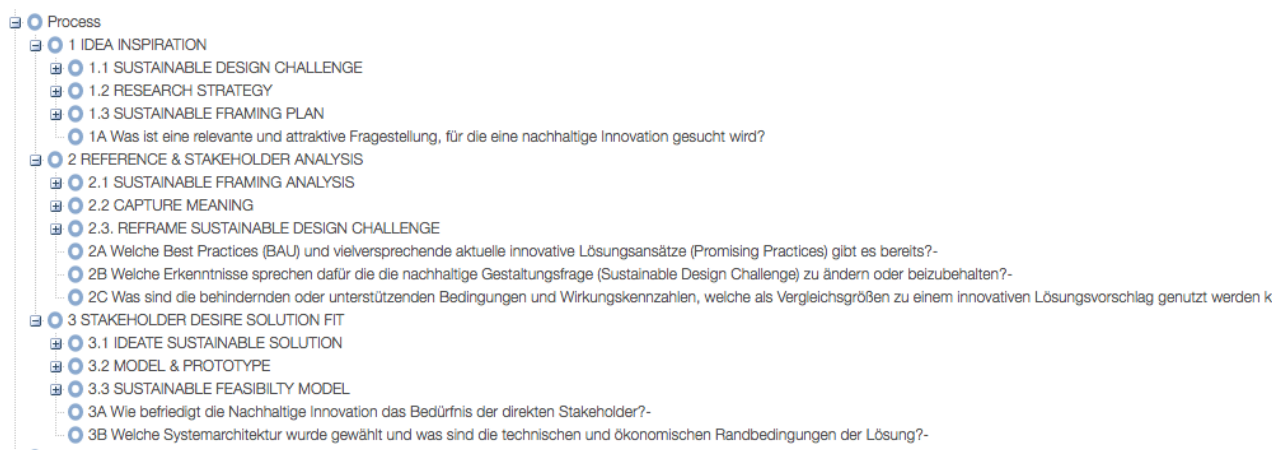 Process
1 IDEA INSPIRATION
1.1 SUSTAINABLE DESIGN CHALLENGE
1.2 RESEARCH STRATEGY
1.3 SUSTAINABLE FRAMING PLAN
1A Was ist eine relevante und attraktive Fragestellung, für die eine nachhaltige Innovation gesucht wird?
2 REFERENCE & STAKEHOLDER ANALYSIS
2.1 SUSTAINABLE FRAMING ANALYSIS
2.2 CAPTURE MEANING
2.3. REFRAME SUSTAINABLE DESIGN CHALLENGE
2A Welche Best Practices (BAU) und vielversprechende aktuelle innovative Lösungsansätze (Promising Practices) gibt es bereits?-
2B Welche Erkenntnisse sprechen dafür die die nachhaltige Gestaltungsfrage (Sustainable Design Challenge) zu ändern oder beizubehalten?-
2C Was sind die behindernden oder unterstützenden Bedingungen und Wirkungskennzahlen, welche als Vergleichsgrößen zu einem innovativen Lösungsvorschlag genutzt werden k
3 STAKEHOLDER DESIRE SOLUTION FIT
3.1 IDEATE SUSTAINABLE SOLUTION
3.2 MODEL & PROTOTYPE
3.3 SUSTAINABLE FEASIBILTY MODEL
3A Wie befriedigt die Nachhaltige Innovation das Bedürfnis der direkten Stakeholder?-
3B Welche Systemarchitektur wurde gewählt und was sind die technischen und ökonomischen Randbedingungen der Lösung?-